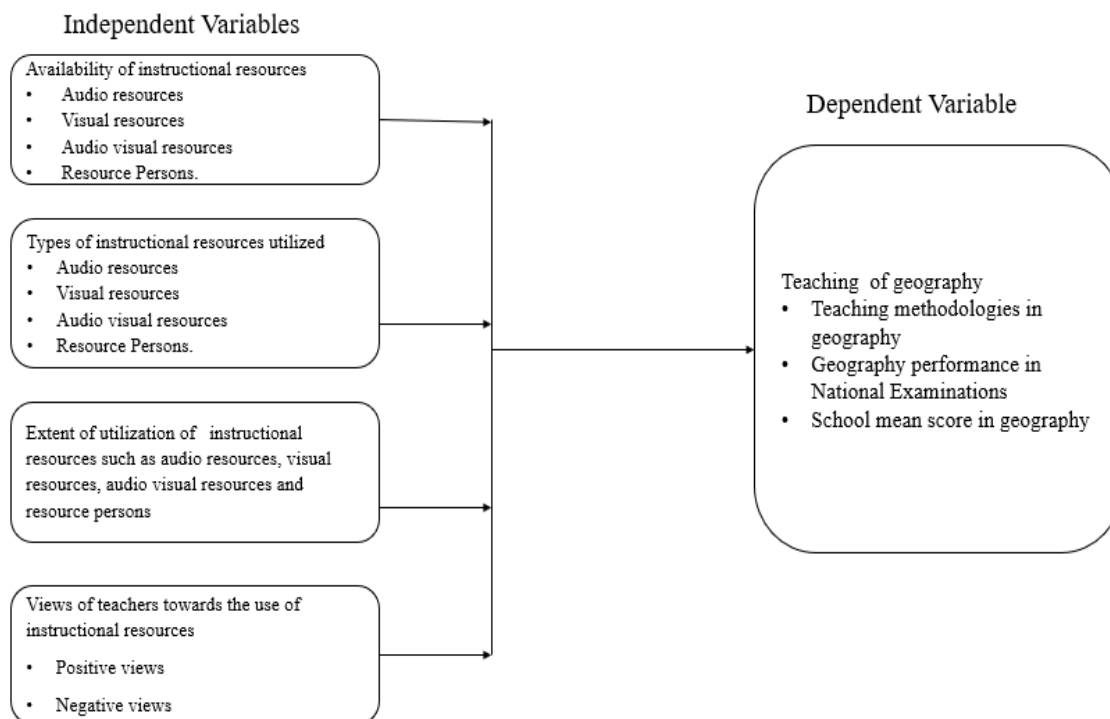 Independent Variables
Availability of instructional resources
• Audio resources
• Visual resources
• Audio visual resources
• Resource Persons.
Types of instructional resources utilized
• Audio resources
• Visual resources
• Audio visual resources
• Resource Persons.
Extent of utilization of instructional
resources such as audio resources, visual
resources, audio visual resources and
resource persons
Views of teachers towards the use of
instructional resources
• Positive views
• Negative views
Dependent Variable
Teaching of geography
• Teaching methodologies in
geography
• Geography performance in
National Examinations
• School mean score in geography